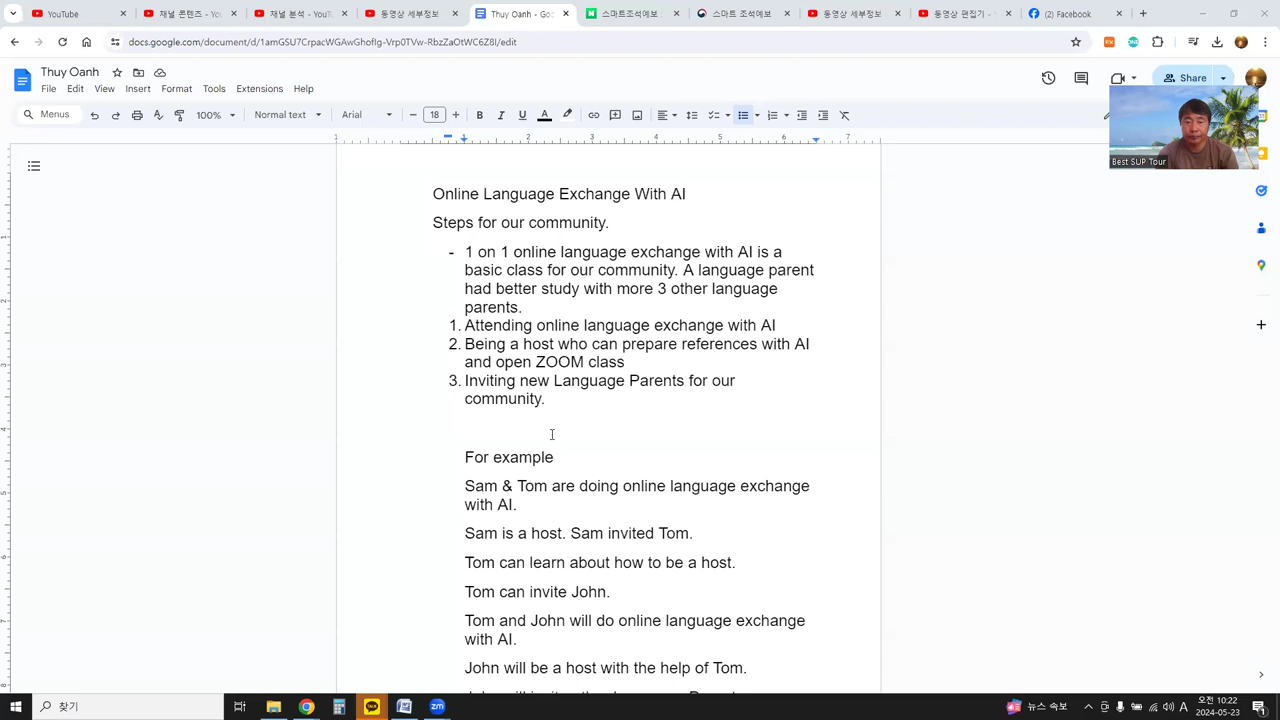 YouTube
채널 콘텐츠 - YouT
채널 분석 - YouTu
동영상 세부정보
Thuy Oanh - Goo
스마트조석예보
스마트 조석예보
동영상 세부정보
동영상 편집기 -
(2) Facebook
docs.google.com/document/d/1amGSU7CrpacWGAwGhofIg-Vrp0TVw-RbzZaOtWC6Z8I/edit
Thuy Oanh
File Edit View Insert Format Tools Extensions Help
Share
Menus 100% Normal text Arial 18
Best SUP Tour
Online Language Exchange With AI
Steps for our community.
- 1 on 1 online language exchange with AI is a
basic class for our community. A language parent
had better study with more 3 other language
parents.
1. Attending online language exchange with AI
2. Being a host who can prepare references with AI
and open ZOOM class
3. Inviting new Language Parents for our
community.
For example
Sam & Tom are doing online language exchange
with AI.
Sam is a host. Sam invited Tom.
Tom can learn about how to be a host.
Tom can invite John.
Tom and John will do online language exchange
with AI.
John will be a host with the help of Tom.
찾기
뉴스 속보
A
오전 10:22
2024-05-23